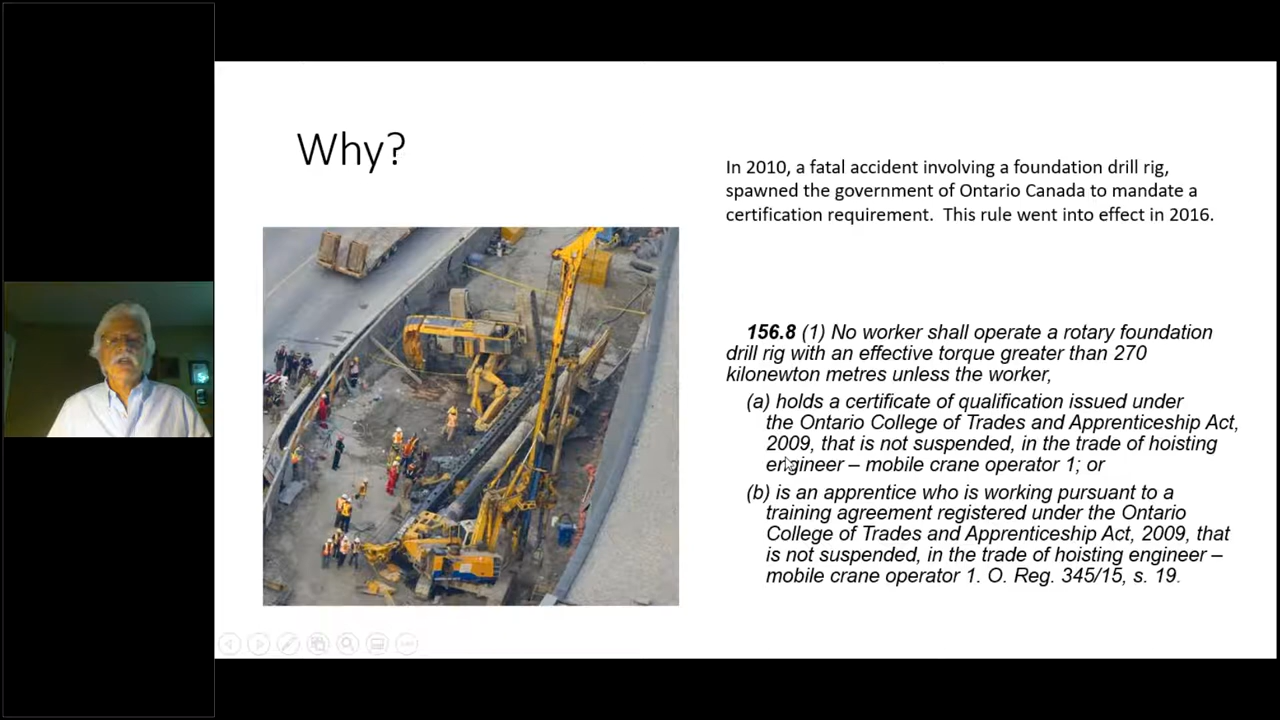 Why?
In 2010, a fatal accident involving a foundation drill rig,
spawned the government of Ontario Canada to mandate a
certification requirement.  This rule went into effect in 2016.
156.8 (1) No worker shall operate a rotary foundation
drill rig with an effective torque greater than 270
kilonewton metres unless the worker,
(a) holds a certificate of qualification issued under
the Ontario College of Trades and Apprenticeship Act,
2009, that is not suspended, in the trade of hoisting
engineer – mobile crane operator 1; or
(b) is an apprentice who is working pursuant to a
training agreement registered under the Ontario
College of Trades and Apprenticeship Act, 2009, that
is not suspended, in the trade of hoisting engineer –
mobile crane operator 1. O. Reg. 345/15, s. 19.